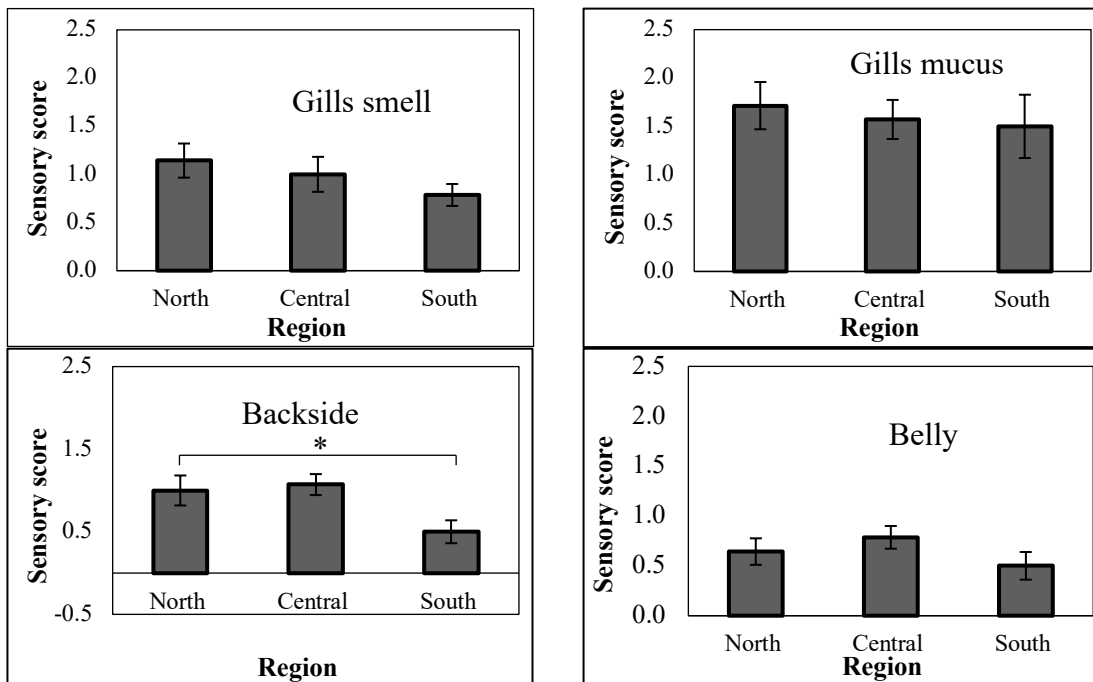 2.5
2.0
1.5
1.0
0.5
0.0
Sensory score
Gills smell
North Central South
Region
2.5
2.0
1.5
1.0
0.5
0.0
Sensory score
Gills mucus
North Central South
Region
2.5
1.5
0.5
-0.5
Sensory score
Backside
*
North Central South
Region
2.5
2.0
1.5
1.0
0.5
0.0
Sensory score
Belly
North Central South
Region